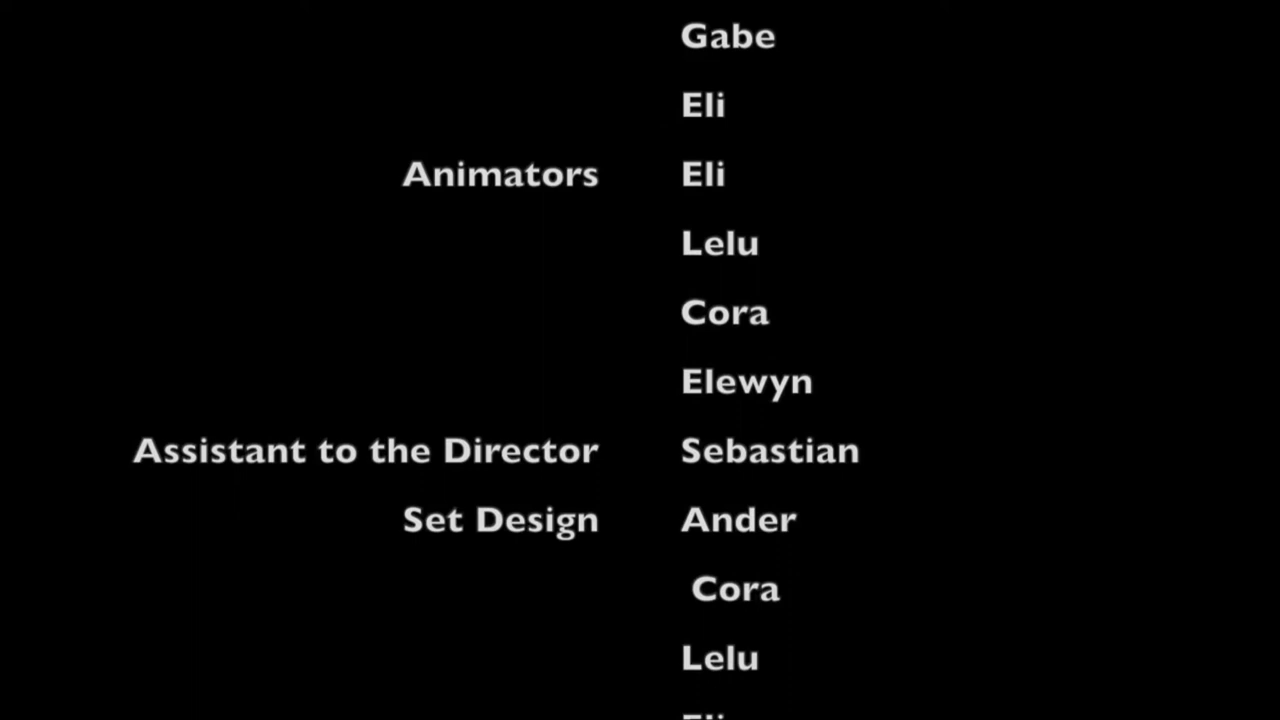 Gabe
Eli
Animators Eli
Lelu
Cora
Elewyn
Assistant to the Director Sebastian
Set Design Ander
Cora
Lelu